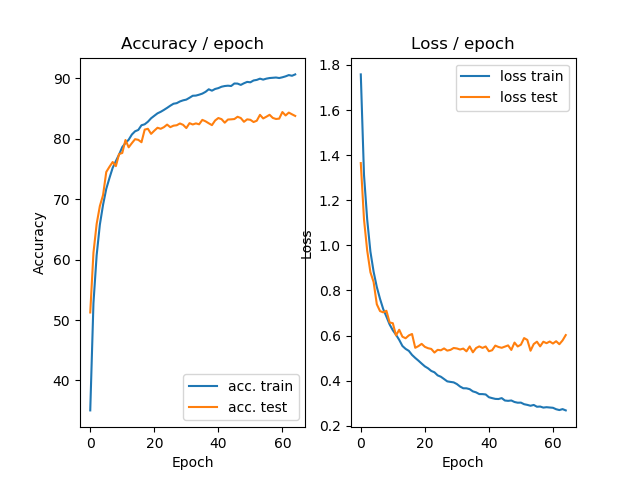 Accuracy / epoch
90
80
70
60
50
40
0
20
40
60
Accuracy
Epoch
acc. train
acc. test
Loss / epoch
1.8
1.6
1.4
1.2
1.0
0.8
0.6
0.4
0.2
0
20
40
60
Loss
Epoch
loss train
loss test